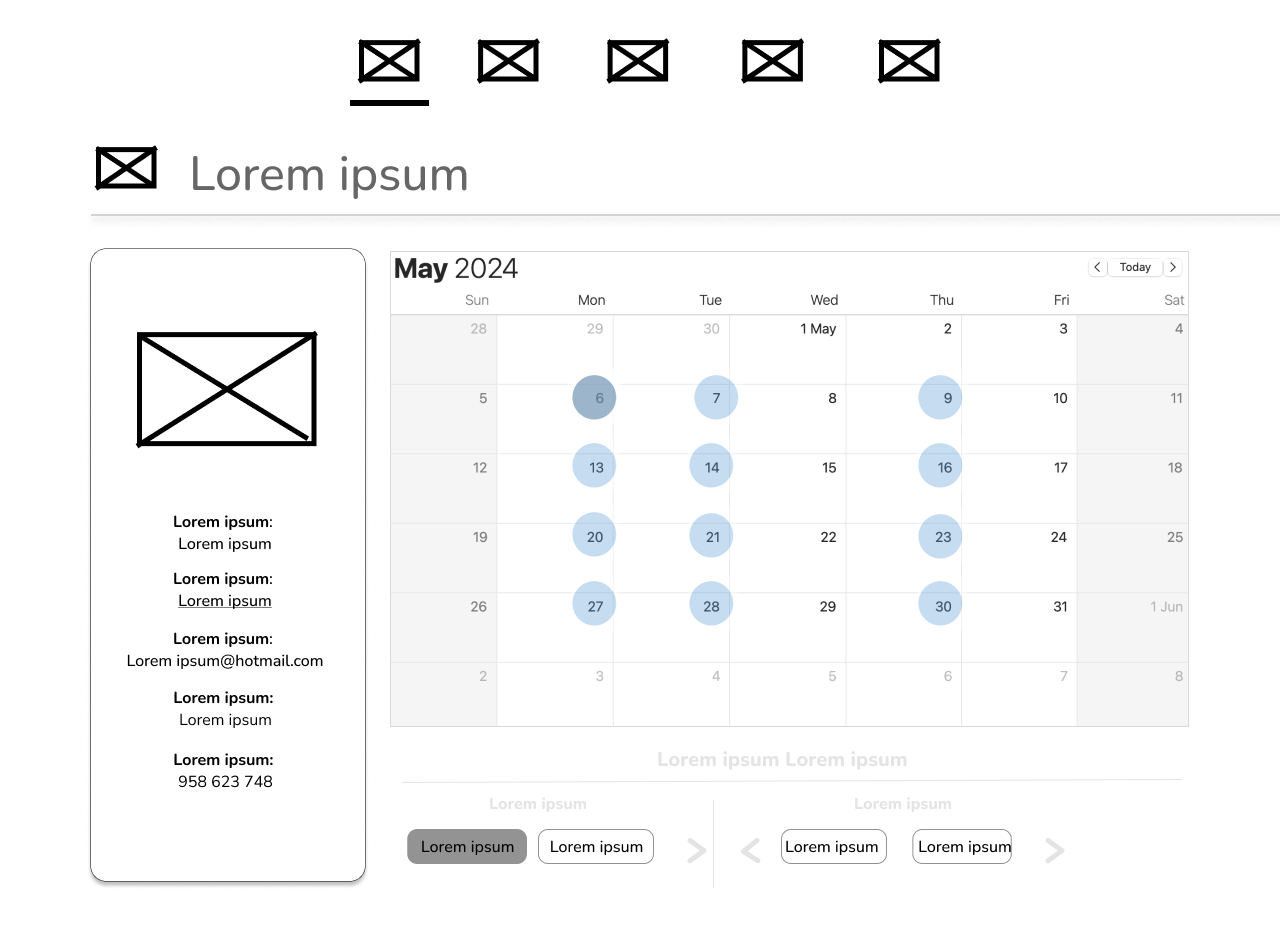 Lorem ipsum
Lorem ipsum:
Lorem ipsum
Lorem ipsum:
Lorem ipsum
Lorem ipsum:
Lorem ipsum@hotmail.com
Lorem ipsum:
Lorem ipsum
Lorem ipsum:
958 623 748
May 2024
Today
Sun Mon Tue Wed Thu Fri Sat
28 29 30 1 May 2 3 4
5 6 7 8 9 10 11
12 13 14 15 16 17 18
19 20 21 22 23 24 25
26 27 28 29 30 31 1 Jun
2 3 4 5 6 7 8
Lorem ipsum Lorem ipsum
Lorem ipsum Lorem ipsum
Lorem ipsum Lorem ipsum Lorem ipsum Lorem ipsum